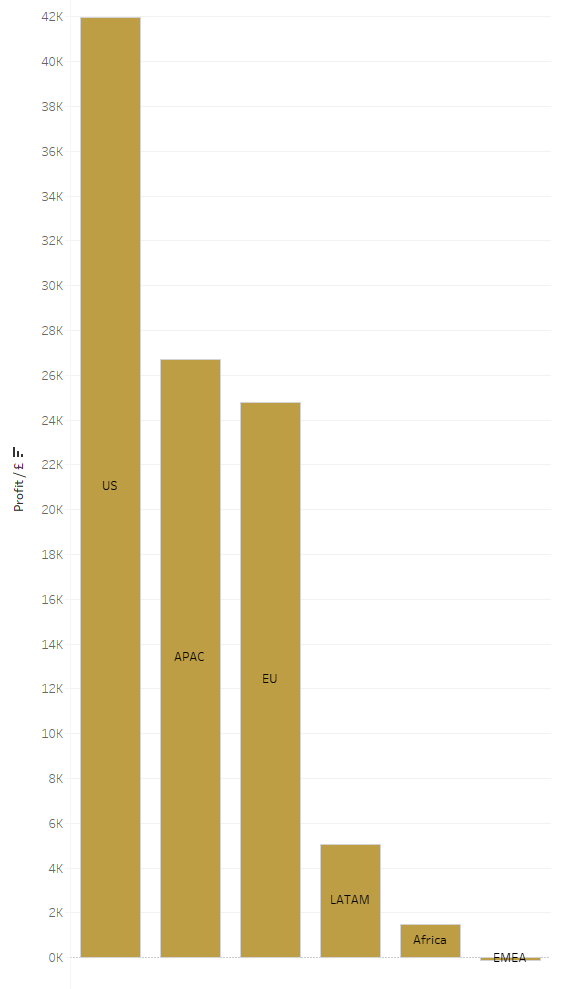 42K
40K
38K
36K
34K
32K
30K
28K
26K
24K
22K
20K
18K
16K
14K
12K
10K
8K
6K
4K
2K
0K
Profit / £
US
APAC
EU
LATAM
Africa
EMEA